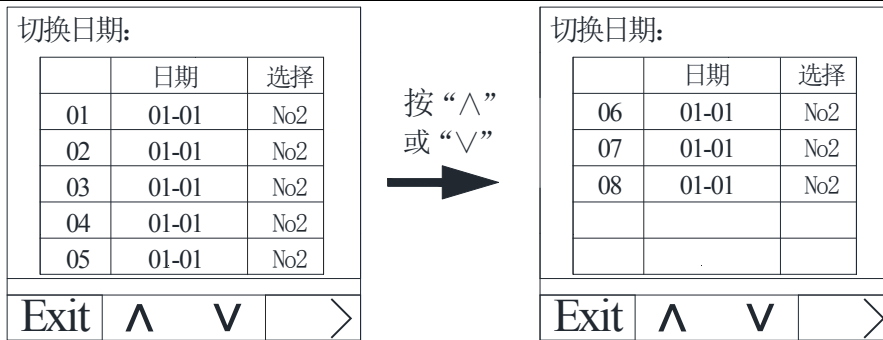 切换日期:
日期 选择
01 01-01 No2
02 01-01 No2
03 01-01 No2
04 01-01 No2
05 01-01 No2
Exit ∧ ∨ >
按“∧”
或“∨”
切换日期:
日期 选择
06 01-01 No2
07 01-01 No2
08 01-01 No2
Exit ∧ ∨ >